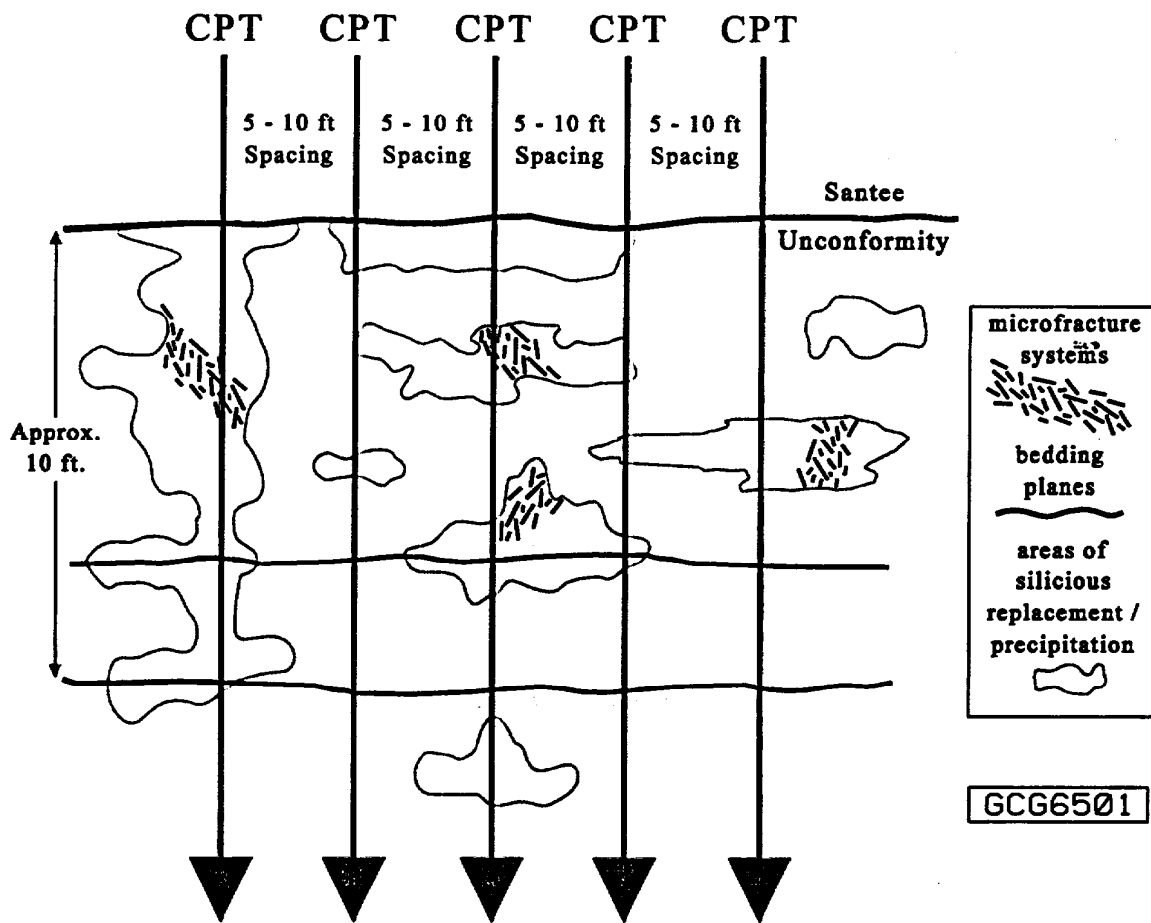 CPT CPT CPT CPT CPT
5 - 10 ft 5 - 10 ft 5 - 10 ft 5 - 10 ft
Spacing Spacing Spacing Spacing
Santee
Unconformity
Approx.
10 ft.
microfracture
systems
bedding
planes
areas of
silicious
replacement /
precipitation
GCG6501